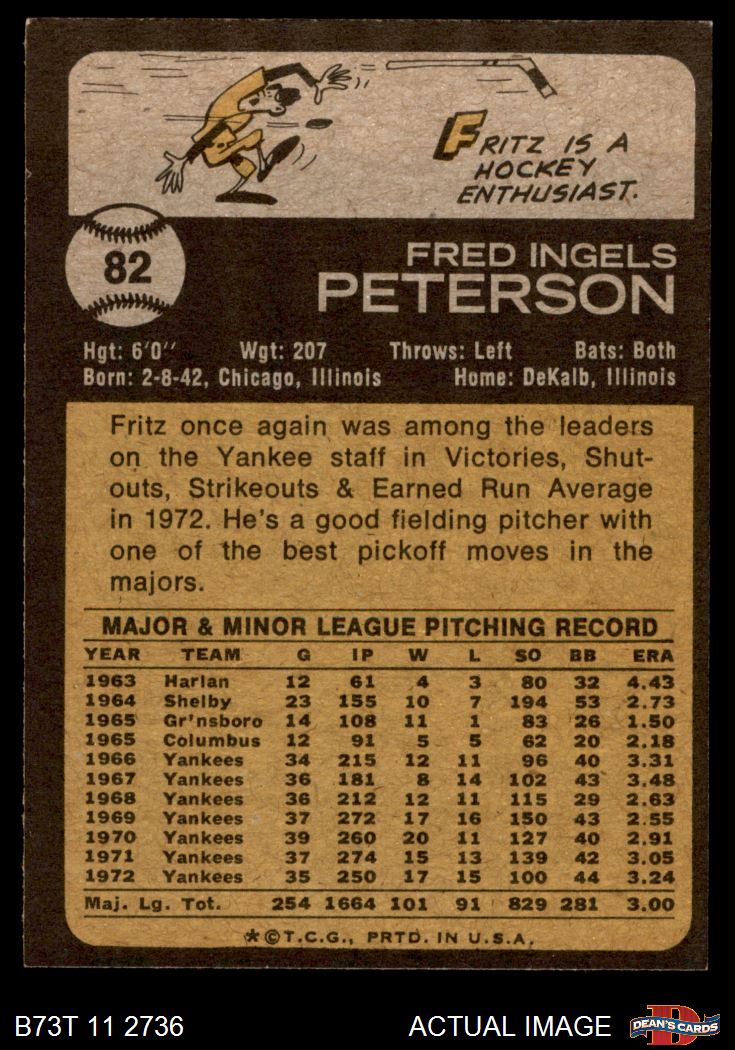 FRITZ IS A
HOCKEY
ENTHUSIAST.
82
FRED INGELS
PETERSON
Hgt: 6'0" Wgt: 207 Throws: Left Bats: Both
Born: 2-8-42, Chicago, Illinois Home: DeKalb, Illinois
Fritz once again was among the leaders
on the Yankee staff in Victories, Shut-
outs, Strikeouts & Earned Run Average
in 1972. He's a good fielding pitcher with
one of the best pickoff moves in the
majors.
MAJOR & MINOR LEAGUE PITCHING RECORD
YEAR TEAM G IP W L SO BB ERA
1963 Harlan 12 61 4 3 80 32 4.43
1964 Shelby 23 155 10 7 194 53 2.73
1965 Gr'nsboro 14 108 11 1 83 26 1.50
1965 Columbus 12 91 5 5 62 20 2.18
1966 Yankees 34 215 12 11 96 40 3.31
1967 Yankees 36 181 8 14 102 43 3.48
1968 Yankees 36 212 12 11 115 29 2.63
1969 Yankees 37 272 17 16 150 43 2.55
1970 Yankees 39 260 20 11 127 40 2.91
1971 Yankees 37 274 15 13 139 42 3.05
1972 Yankees 35 250 17 15 100 44 3.24
Maj. Lg. Tot. 254 1664 101 91 829 281 3.00
*©T.C.G., PRTD. IN U.S.A.
B73T 11 2736 ACTUAL IMAGE DEAN'S CARDS